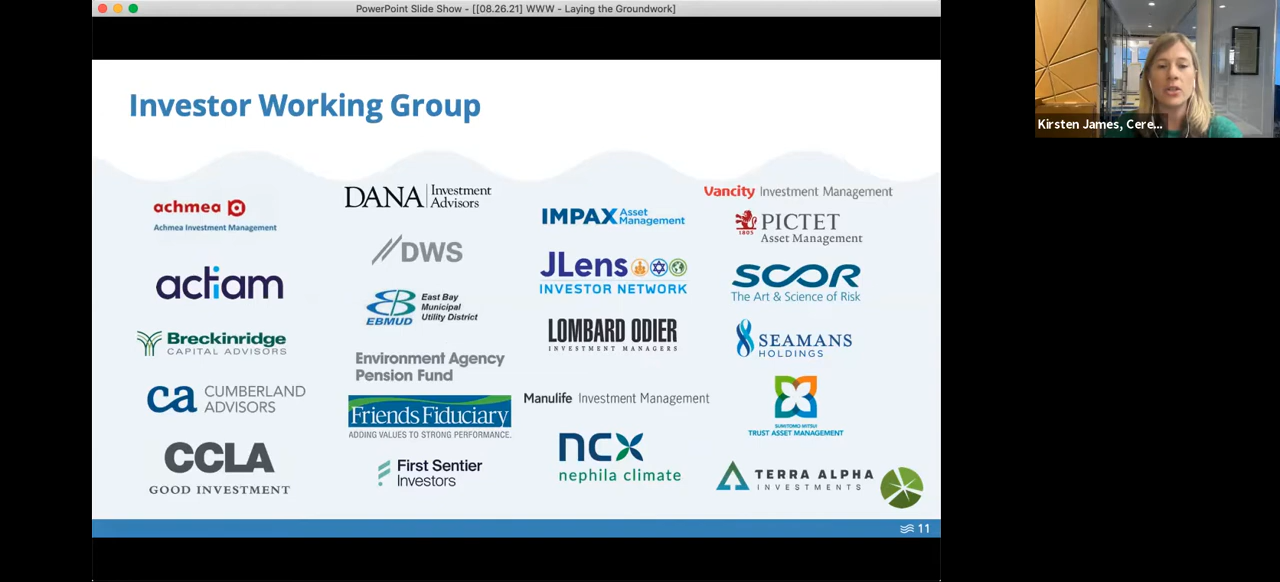 PowerPoint Slide Show - [[08.26.21] WWW - Laying the Groundwork]
Kirsten James, Cere...
Investor Working Group
achmea
Achmea Investment Management
actiam
Breckinridge
CAPITAL ADVISORS
ca CUMBERLAND
ADVISORS
CCLA
GOOD INVESTMENT
DANA Investment
Advisors
DWS
EBMUD
East Bay
Municipal
Utility District
Environment Agency
Pension Fund
Friends Fiduciary
ADDING VALUES TO STRONG PERFORMANCE.
First Sentier
Investors
IMPAX Asset
Management
JLens
INVESTOR NETWORK
LOMBARD ODIER
INVESTMENT MANAGERS
Manulife Investment Management
ncx
nephila climate
Vancity Investment Management
1805
PICTET
Asset Management
SCOR
The Art & Science of Risk
SEAMANS
HOLDINGS
SUMITOMO MITSUI
TRUST ASSET MANAGEMENT
TERRA ALPHA
INVESTMENTS
11